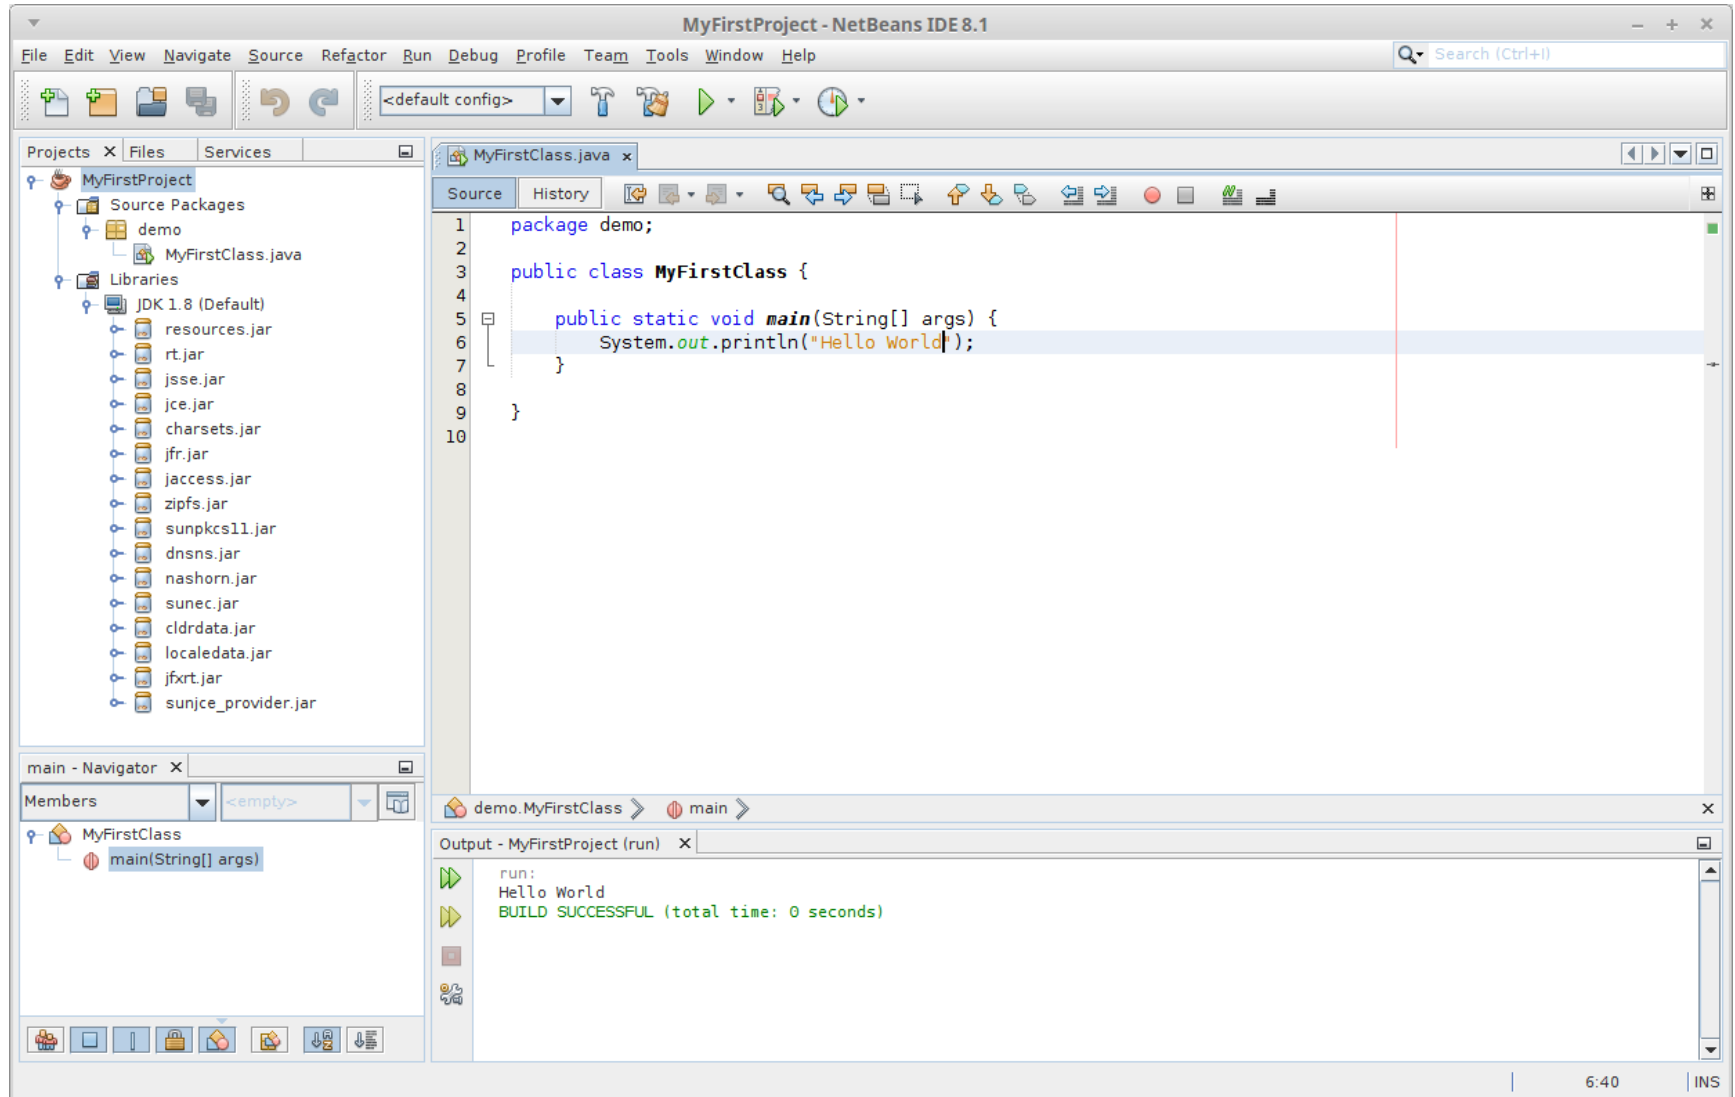 MyFirstProject - NetBeans IDE 8.1
File Edit View Navigate Source Refactor Run Debug Profile Team Tools Window Help
Search (Ctrl+I)
<default config>
Projects Files Services
MyFirstProject
Source Packages
demo
MyFirstClass.java
Libraries
JDK 1.8 (Default)
resources.jar
rt.jar
jsse.jar
jce.jar
charsets.jar
jfr.jar
jaccess.jar
zipfs.jar
sunpkcs11.jar
dnsns.jar
nashorn.jar
sunec.jar
cldrdata.jar
localedata.jar
jfxrt.jar
sunjce_provider.jar
main - Navigator
Members <empty>
MyFirstClass
main(String[] args)
MyFirstClass.java
Source History
1 package demo;
2
3 public class MyFirstClass {
4
5 public static void main(String[] args) {
6 System.out.println("Hello World");
7 }
8
9 }
10
demo.MyFirstClass main
Output - MyFirstProject (run)
run:
Hello World
BUILD SUCCESSFUL (total time: 0 seconds)
6:40 INS